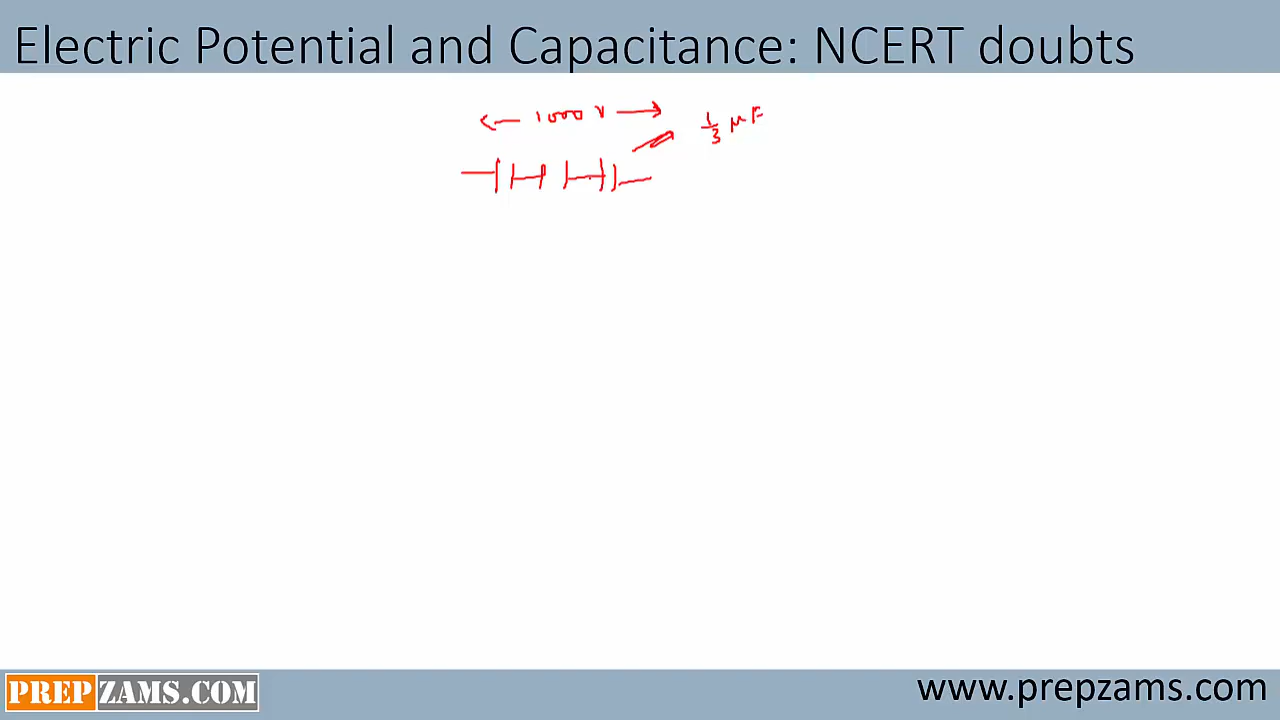 Electric Potential and Capacitance: NCERT doubts
1000 V
1/3 μF
PREPZAMS.COM
www.prepzams.com